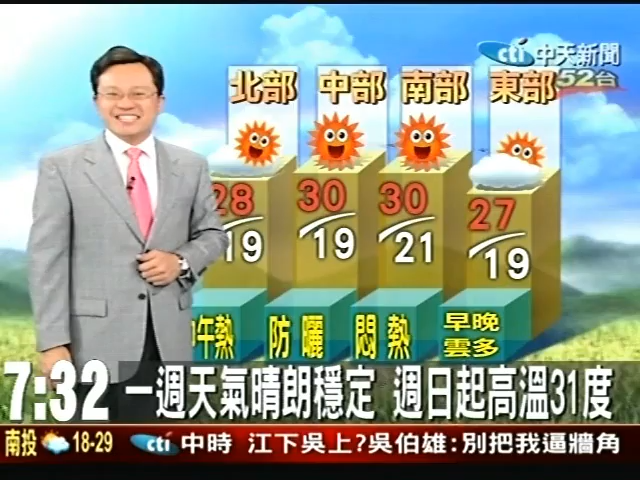 cti 中天新聞
52台
北部 中部 南部 東部
28 30 30 27
19 19 21 19
中午熱 防曬 悶熱 早晚雲多
7:32 一週天氣晴朗穩定 週日起高溫31度
南投 18-29 cti 中時 江下吳上?吳伯雄:別把我逼牆角